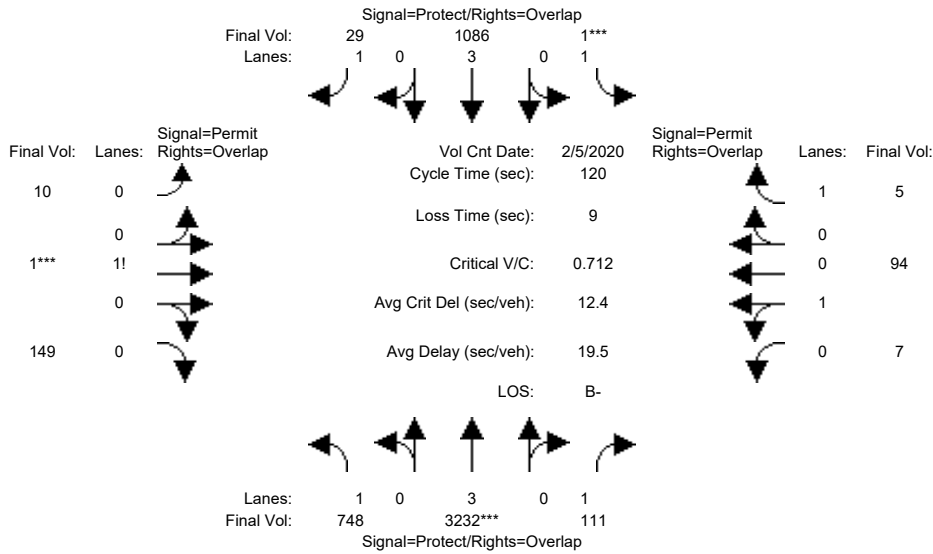 Signal=Protect/Rights=Overlap
Final Vol: 29 1086 1***
Lanes: 1 0 3 0 1
Signal=Permit Signal=Permit
Final Vol: Lanes: Rights=Overlap Vol Cnt Date: 2/5/2020 Rights=Overlap Lanes: Final Vol:
Cycle Time (sec): 120
10 0 1 5
Loss Time (sec): 9
0 0
1*** 1! Critical V/C: 0.712 0 94
0 Avg Crit Del (sec/veh): 12.4 1
149 0 Avg Delay (sec/veh): 19.5 0 7
LOS: B-
Lanes: 1 0 3 0 1
Final Vol: 748 3232*** 111
Signal=Protect/Rights=Overlap